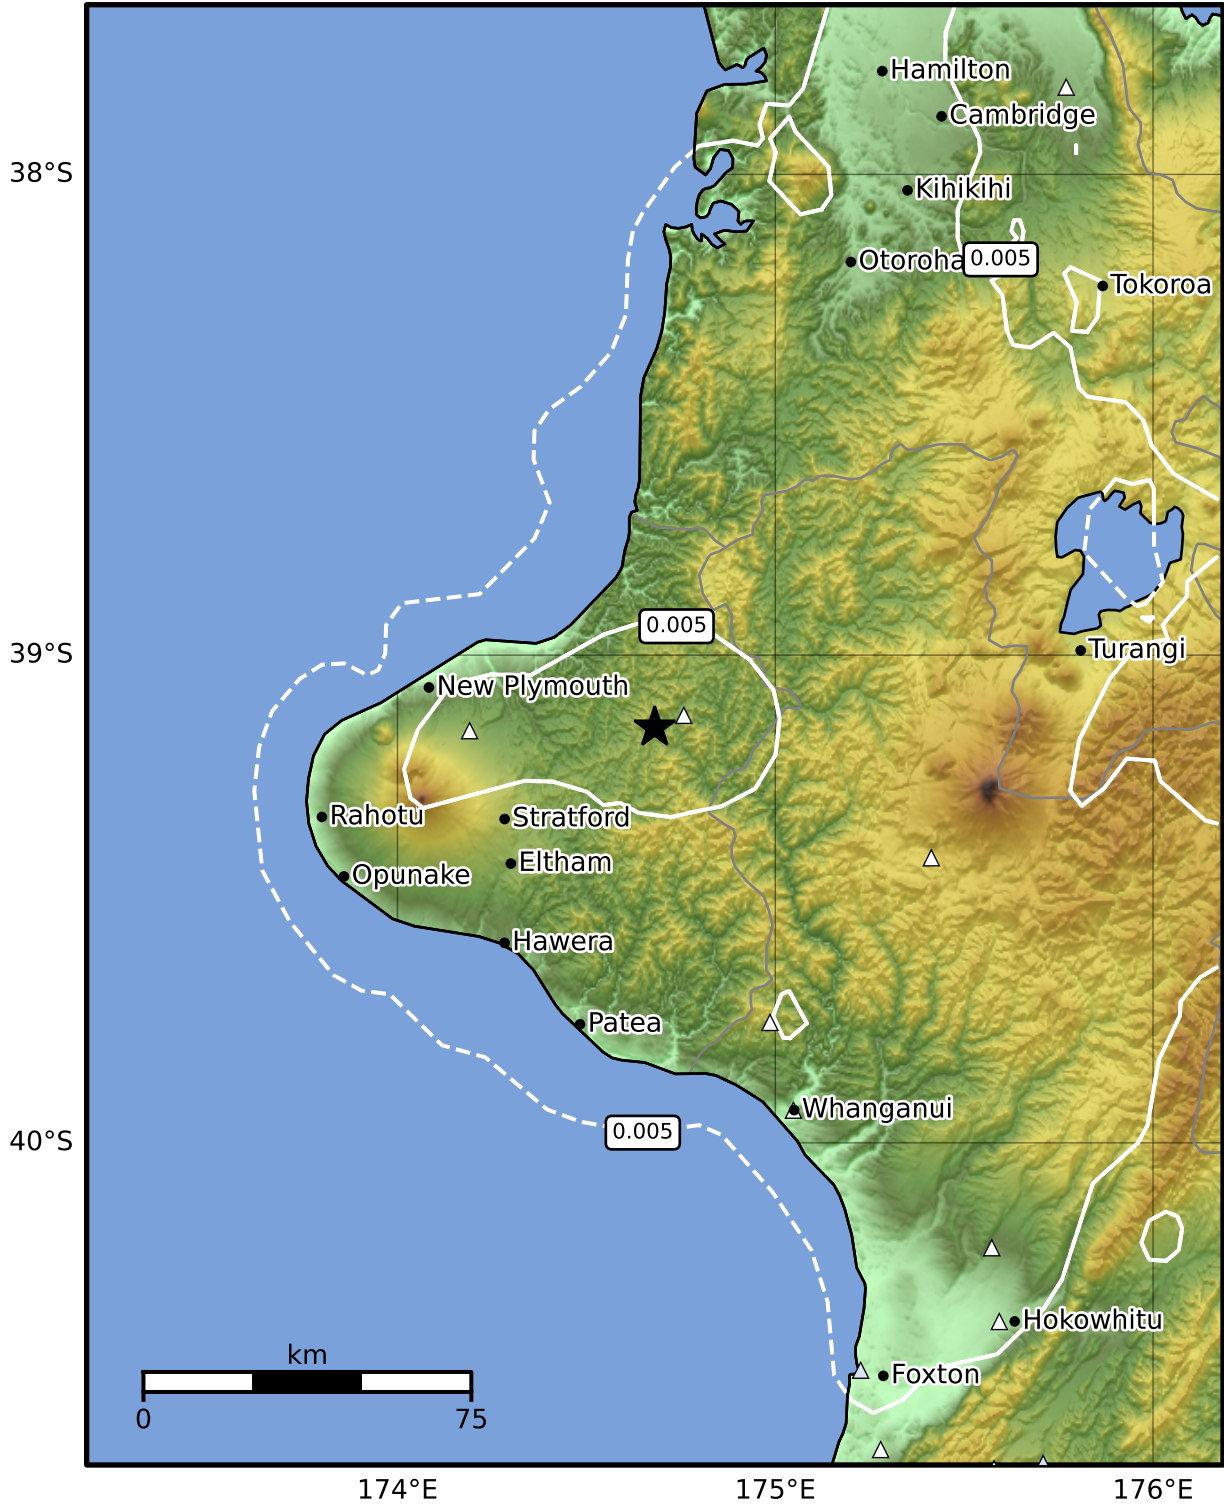 Hamilton
Cambridge
38°S
Kihikihi
Otoroha
0.005
Tokoroa
0.005
39°S
Turangi
New Plymouth
Rahotu
Stratford
Eltham
Opunake
Hawera
Patea
Whanganui
0.005
40°S
Hokowhitu
Foxton
km
0
75
174°E
175°E
176°E